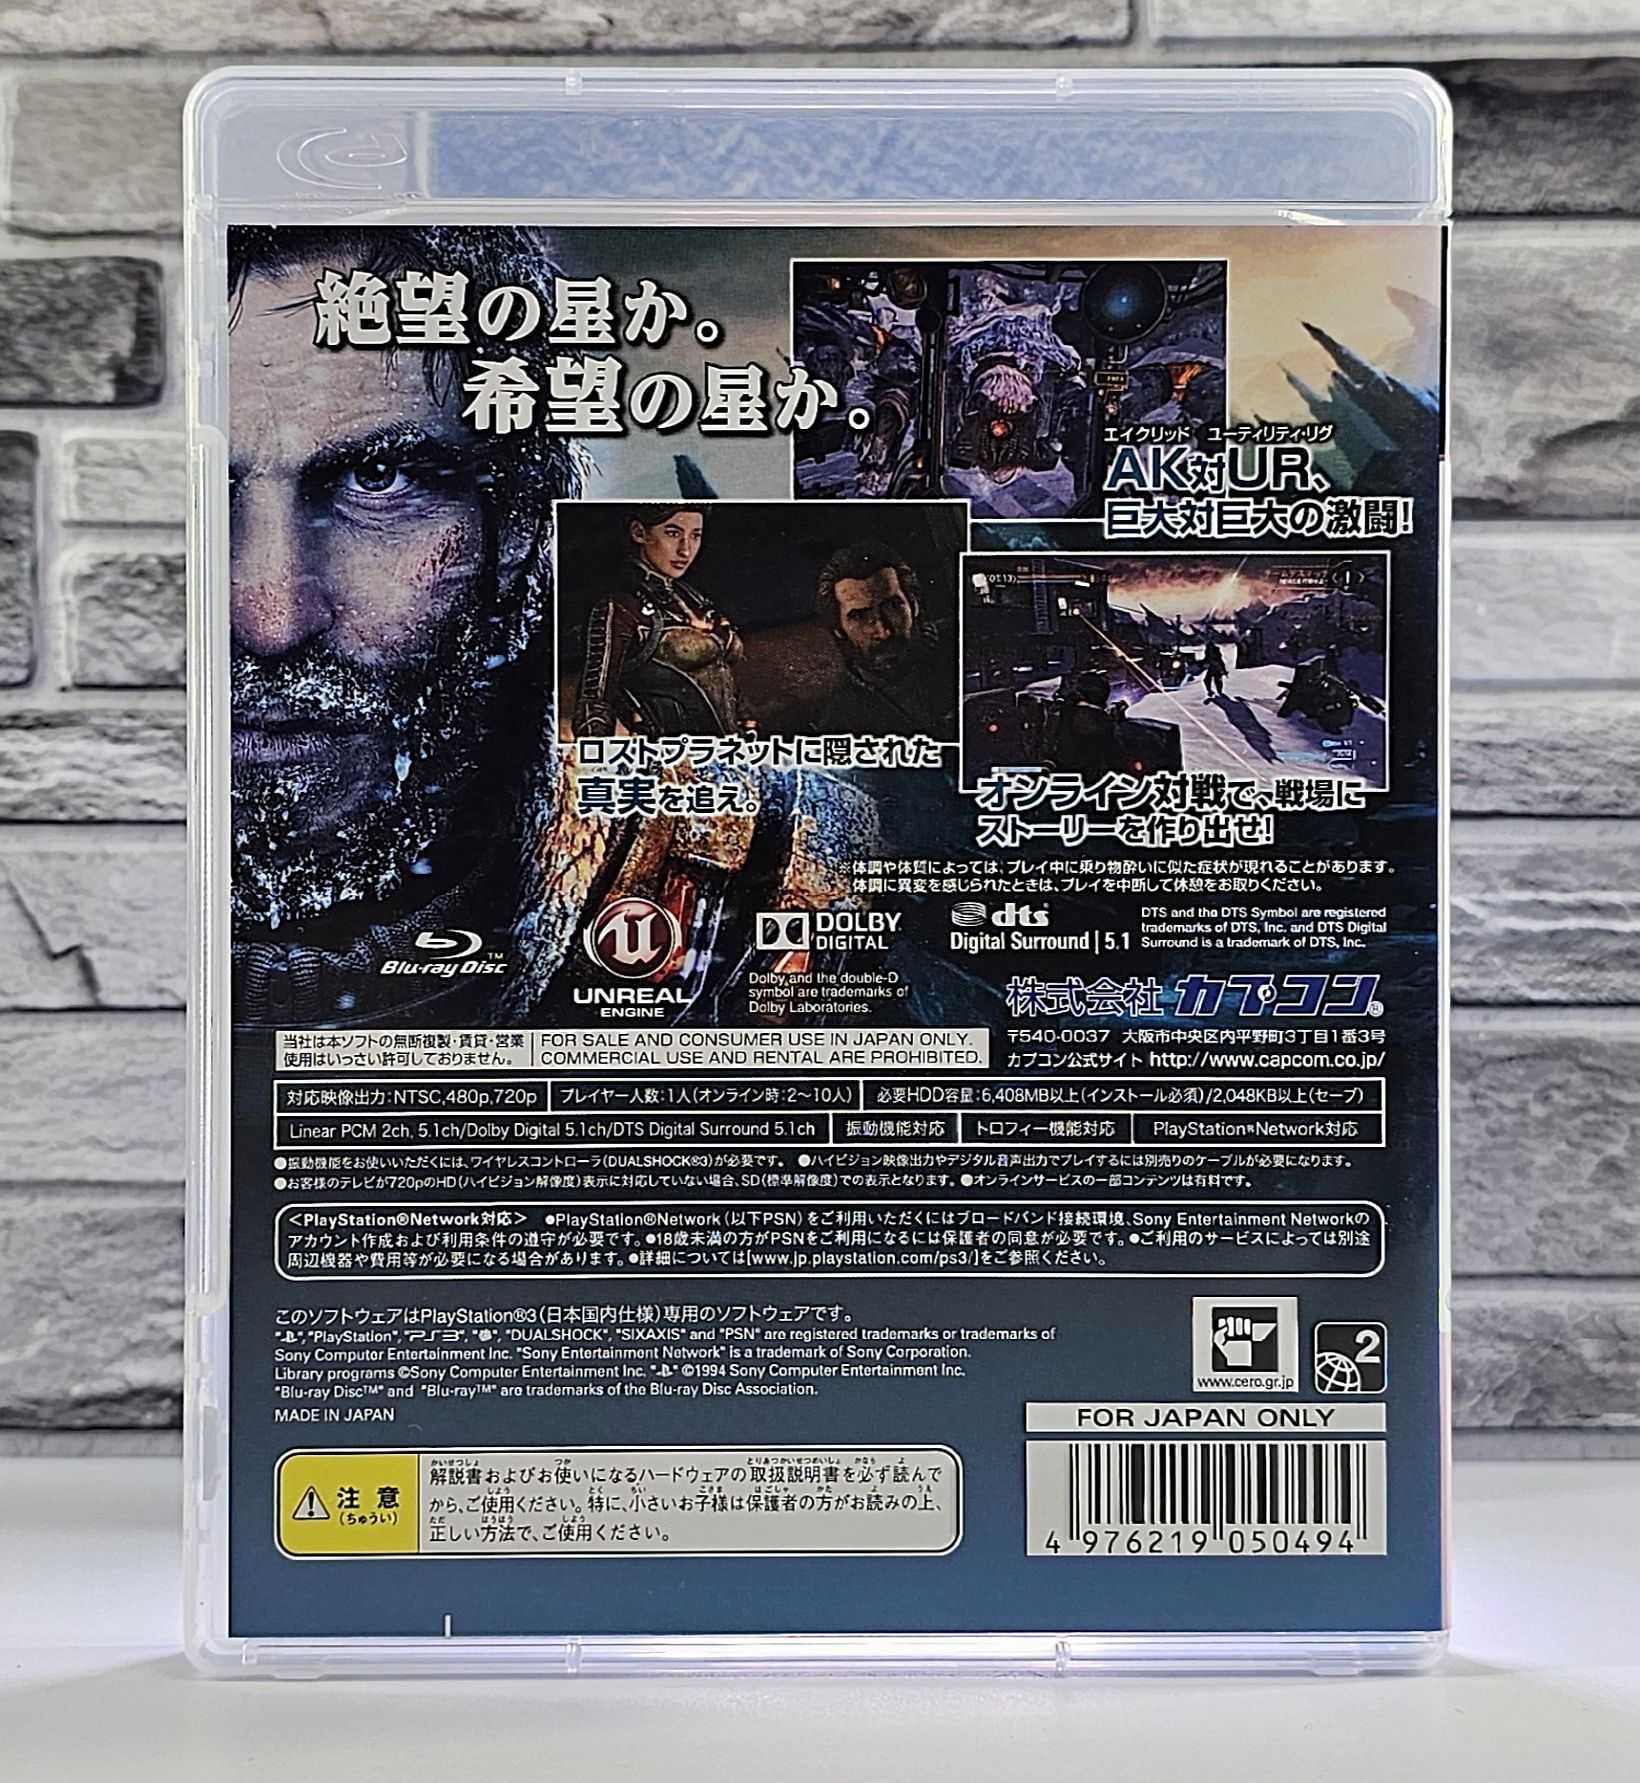 絶望の星か。
希望の星か。
エイクリッド ユーティリティ・リグ
AK対UR、
巨大対巨大の激闘!
ロストプラネットに隠された
真実を追え。
オンライン対戦で、戦場に
ストーリーを作り出せ!
※体調や体質によっては、プレイ中に乗り物酔いに似た症状が現れることがあります。
体調に異変を感じられたときは、プレイを中断して休憩をお取りください。
Blu-ray Disc™
UNREAL
ENGINE
DOLBY
DIGITAL
Dolby and the double-D
symbol are trademarks of
Dolby Laboratories.
dts
Digital Surround | 5.1
DTS and the DTS Symbol are registered
trademarks of DTS, Inc. and DTS Digital
Surround is a trademark of DTS, Inc.
株式会社カプコン®
〒540-0037 大阪市中央区内平野町3丁目1番3号
カプコン公式サイト http://www.capcom.co.jp/
当社は本ソフトの無断複製・賃貸・営業
使用はいっさい許可しておりません。
FOR SALE AND CONSUMER USE IN JAPAN ONLY.
COMMERCIAL USE AND RENTAL ARE PROHIBITED.
対応映像出力:NTSC,480p,720p
プレイヤー人数:1人(オンライン時:2〜10人)
必要HDD容量:6,408MB以上(インストール必須)/2,048KB以上(セーブ)
Linear PCM 2ch, 5.1ch/Dolby Digital 5.1ch/DTS Digital Surround 5.1ch
振動機能対応
トロフィー機能対応
PlayStation®Network対応
●振動機能をお使いいただくには、ワイヤレスコントローラ(DUALSHOCK®3)が必要です。 ●ハイビジョン映像出力やデジタル音声出力でプレイするには別売りのケーブルが必要になります。
●お客様のテレビが720pのHD(ハイビジョン解像度)表示に対応していない場合、SD(標準解像度)での表示となります。 ●オンラインサービスの一部コンテンツは有料です。
<PlayStation®Network対応> ●PlayStation®Network(以下PSN)をご利用いただくにはブロードバンド接続環境、Sony Entertainment Networkの
アカウント作成および利用条件の遵守が必要です。●18歳未満の方がPSNをご利用になるには保護者の同意が必要です。●ご利用のサービスによっては別途
周辺機器や費用等が必要になる場合があります。●詳細については[www.jp.playstation.com/ps3/]をご参照ください。
このソフトウェアはPlayStation®3(日本国内仕様)専用のソフトウェアです。
"PlayStation", "PS3", "DUALSHOCK", "SIXAXIS" and "PSN" are registered trademarks or trademarks of
Sony Computer Entertainment Inc. "Sony Entertainment Network" is a trademark of Sony Corporation.
Library programs ©Sony Computer Entertainment Inc. ©1994 Sony Computer Entertainment Inc.
"Blu-ray Disc™" and "Blu-ray™" are trademarks of the Blu-ray Disc Association.
MADE IN JAPAN
www.cero.gr.jp
2
FOR JAPAN ONLY
4 976219 050494
注意
(ちゅうい)
解説書およびお使いになるハードウェアの取扱説明書を必ず読んで
から、ご使用ください。特に、小さいお子様は保護者の方がお読みの上、
正しい方法で、ご使用ください。